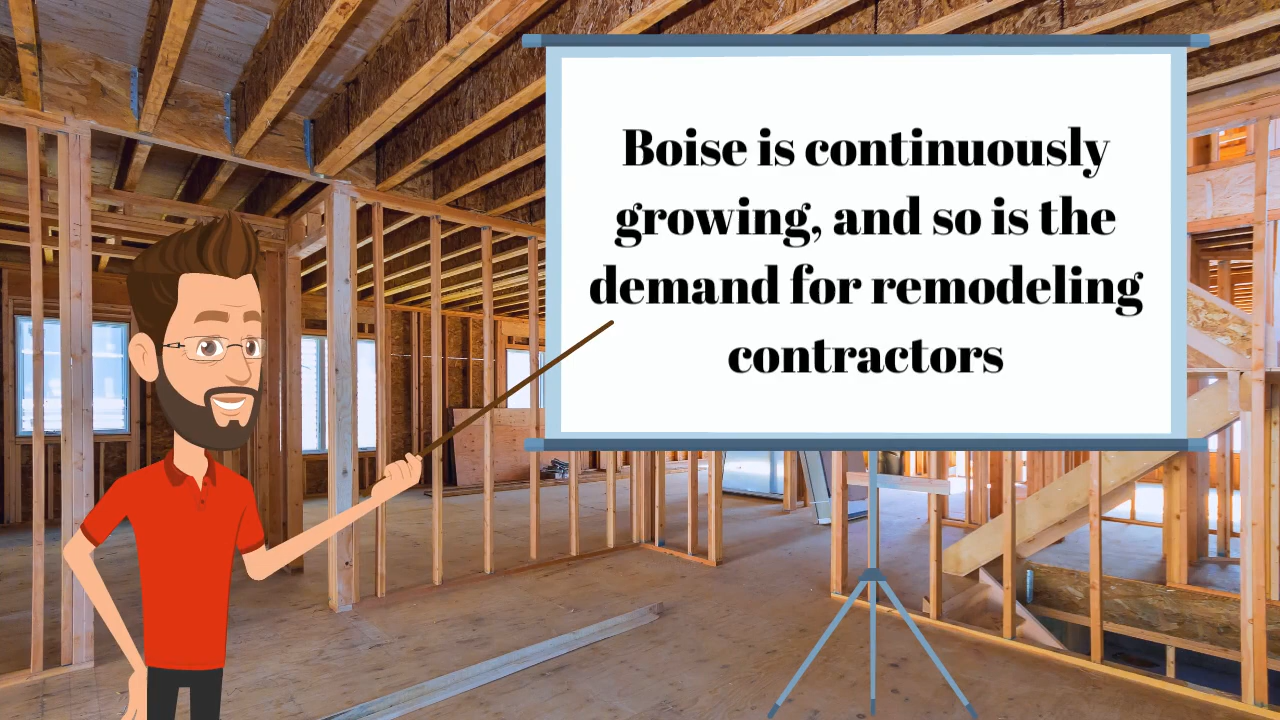 Boise is continuously
growing, and so is the
demand for remodeling
contractors